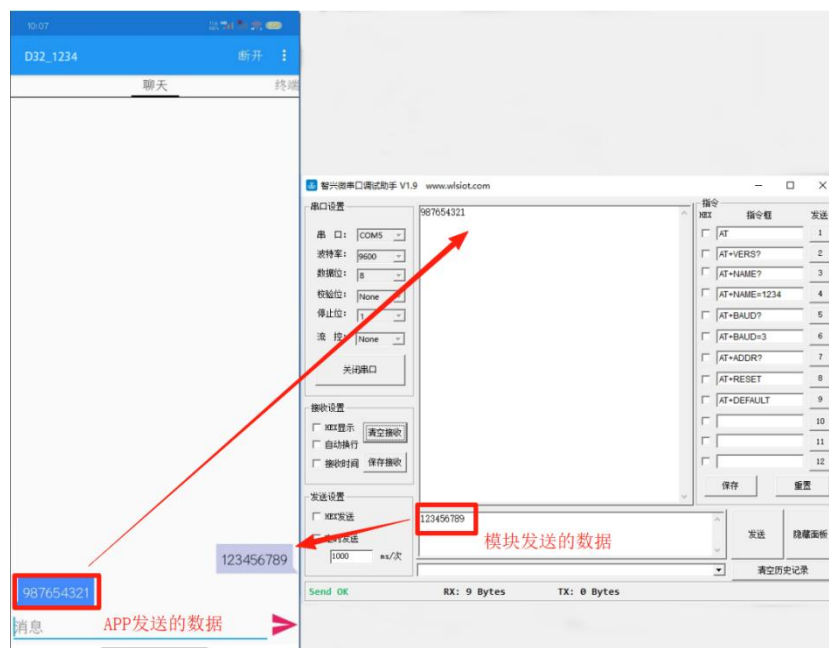 10:07
D32_1234 断开
聊天 终端
123456789
987654321
消息 APP发送的数据
智兴微串口调试助手 V1.9 www.wlsiot.com
串口设置
串 口: COM5
波特率: 9600
数据位: 8
校验位: None
停止位: 1
流 控: None
关闭串口
接收设置
HEX显示 清空接收
自动换行
接收时间 保存接收
发送设置
HEX发送
定时发送
1000 ms/次
987654321
123456789
模块发送的数据
指令
HEX 指令框 发送
AT 1
AT+VERS? 2
AT+NAME? 3
AT+NAME=1234 4
AT+BAUD? 5
AT+BAUD=3 6
AT+ADDR? 7
AT+RESET 8
AT+DEFAULT 9
10
11
12
保存 重置
发送 隐藏面板
清空历史记录
Send OK RX: 9 Bytes TX: 0 Bytes